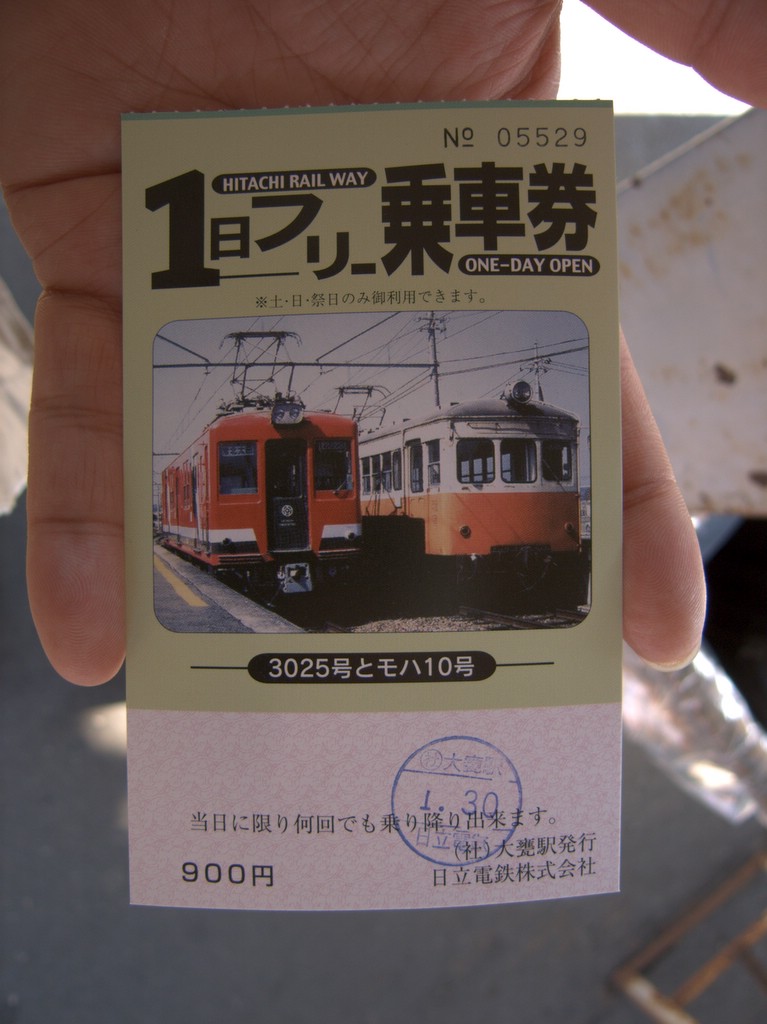 № 05529
HITACHI RAIL WAY
1日フリー乗車券
ONE-DAY OPEN
※土・日・祭日のみ御利用できます。
3025号とモハ10号
(社)大甕駅
1.30
日立電鉄
当日に限り何回でも乗り降り出来ます。
(社)大甕駅発行
900円
日立電鉄株式会社